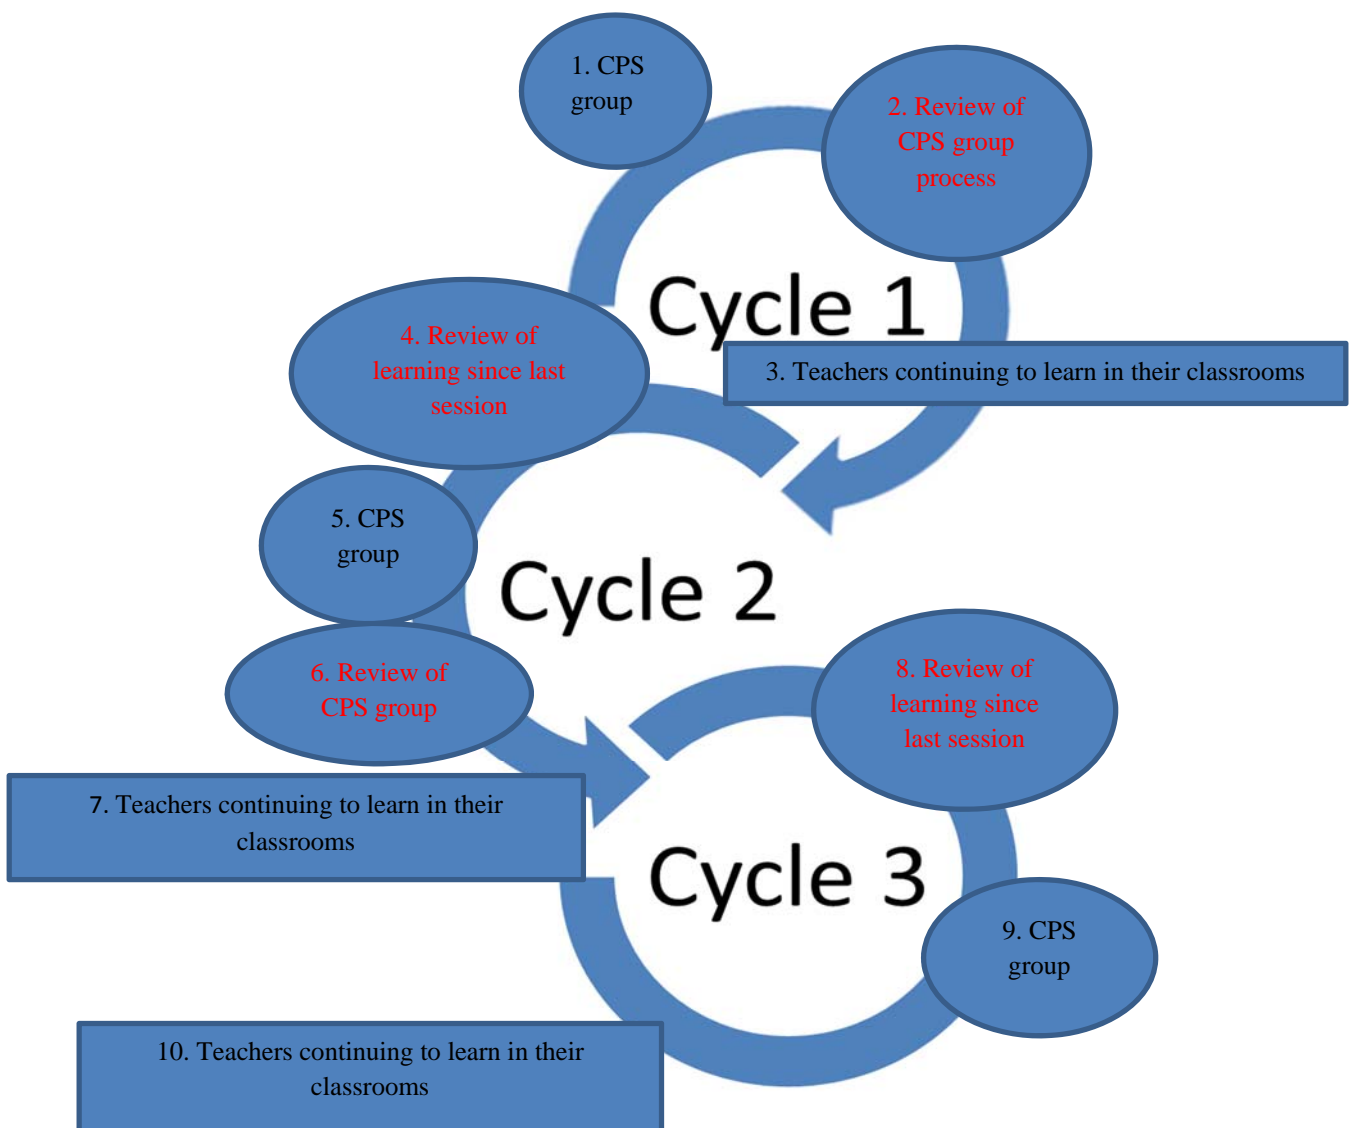 1. CPS
group
2. Review of
CPS group
process
Cycle 1
3. Teachers continuing to learn in their classrooms
4. Review of
learning since last
session
5. CPS
group
Cycle 2
6. Review of
CPS group
7. Teachers continuing to learn in their
classrooms
8. Review of
learning since
last session
Cycle 3
9. CPS
group
10. Teachers continuing to learn in their
classrooms